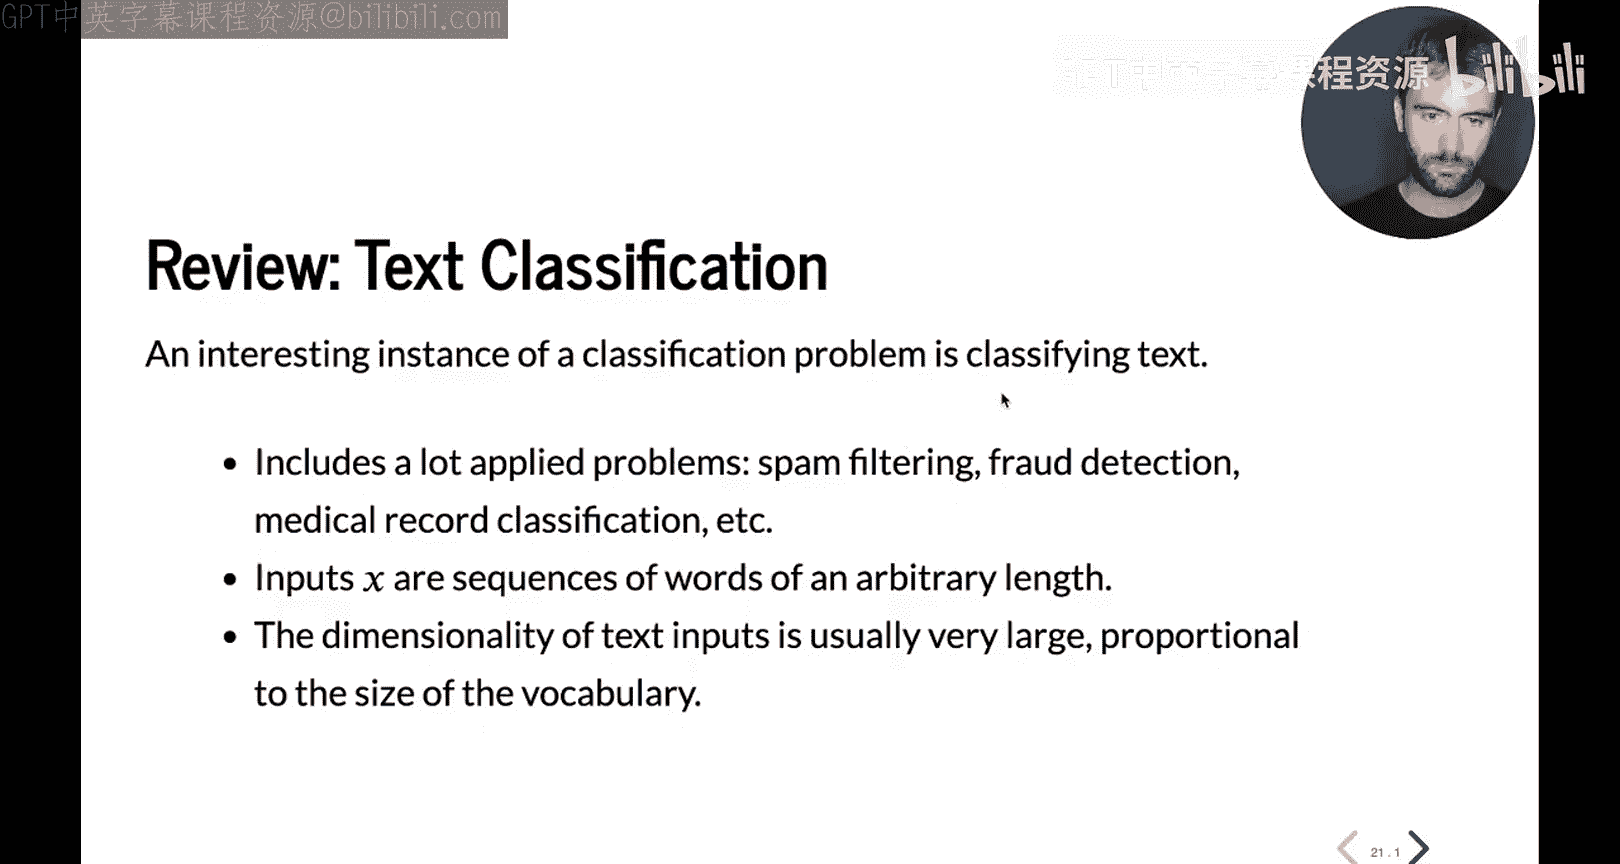 GPT中英字幕课程资源@bilibili.com
课程资源 bilibili
Review: Text Classification
An interesting instance of a classification problem is classifying text.
• Includes a lot applied problems: spam filtering, fraud detection,
medical record classification, etc.
• Inputs x are sequences of words of an arbitrary length.
• The dimensionality of text inputs is usually very large, proportional
to the size of the vocabulary.
21.1